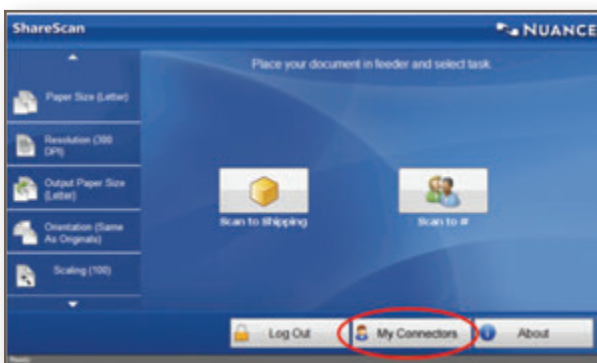 ShareScan
NUANCE
Place your document in feeder and select task.
Paper Size (Letter)
Resolution (300
DPI)
Output Paper Size
(Letter)
Orientation (Same
As Originals)
Scaling (100)
Scan to Shipping
Scan to #
Log Out
My Connectors
About